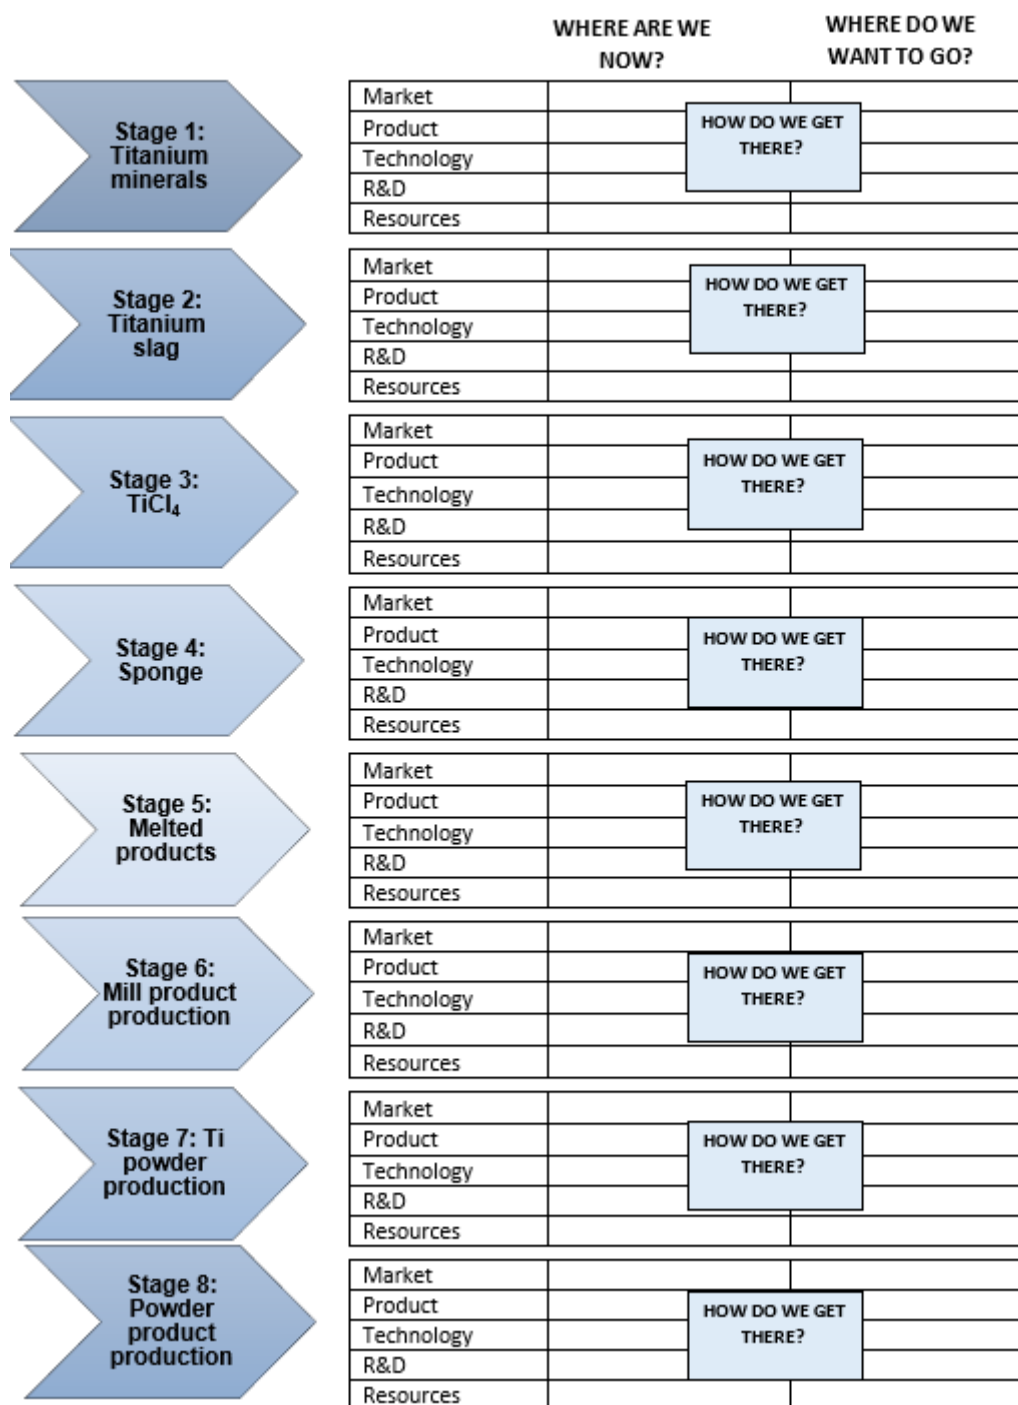 WHERE ARE WE
NOW?
WHERE DO WE
WANT TO GO?
Stage 1:
Titanium
minerals
Market
Product
Technology
R&D
Resources
HOW DO WE GET
THERE?
Stage 2:
Titanium
slag
Market
Product
Technology
R&D
Resources
HOW DO WE GET
THERE?
Stage 3:
TiCl₄
Market
Product
Technology
R&D
Resources
HOW DO WE GET
THERE?
Stage 4:
Sponge
Market
Product
Technology
R&D
Resources
HOW DO WE GET
THERE?
Stage 5:
Melted
products
Market
Product
Technology
R&D
Resources
HOW DO WE GET
THERE?
Stage 6:
Mill product
production
Market
Product
Technology
R&D
Resources
HOW DO WE GET
THERE?
Stage 7: Ti
powder
production
Market
Product
Technology
R&D
Resources
HOW DO WE GET
THERE?
Stage 8:
Powder
product
production
Market
Product
Technology
R&D
Resources
HOW DO WE GET
THERE?